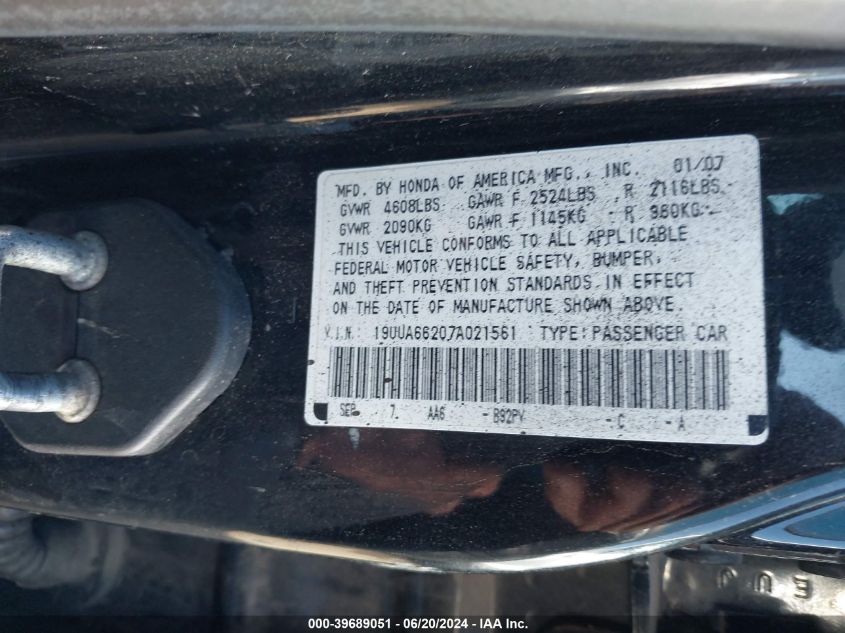 MFD. BY HONDA OF AMERICA MFG., INC. 01/07
GVWR 4608LBS GAWR F 2524LBS R 2116LBS
GVWR 2090KG GAWR F 1145KG R 960KG
THIS VEHICLE CONFORMS TO ALL APPLICABLE
FEDERAL MOTOR VEHICLE SAFETY, BUMPER,
AND THEFT PREVENTION STANDARDS IN EFFECT
ON THE DATE OF MANUFACTURE SHOWN ABOVE.
V.I.N. 19UUA66207A021561 TYPE: PASSENGER CAR
SEP 7 AA6 -B92PY -C -A
000-39689051 - 06/20/2024 - IAA Inc.